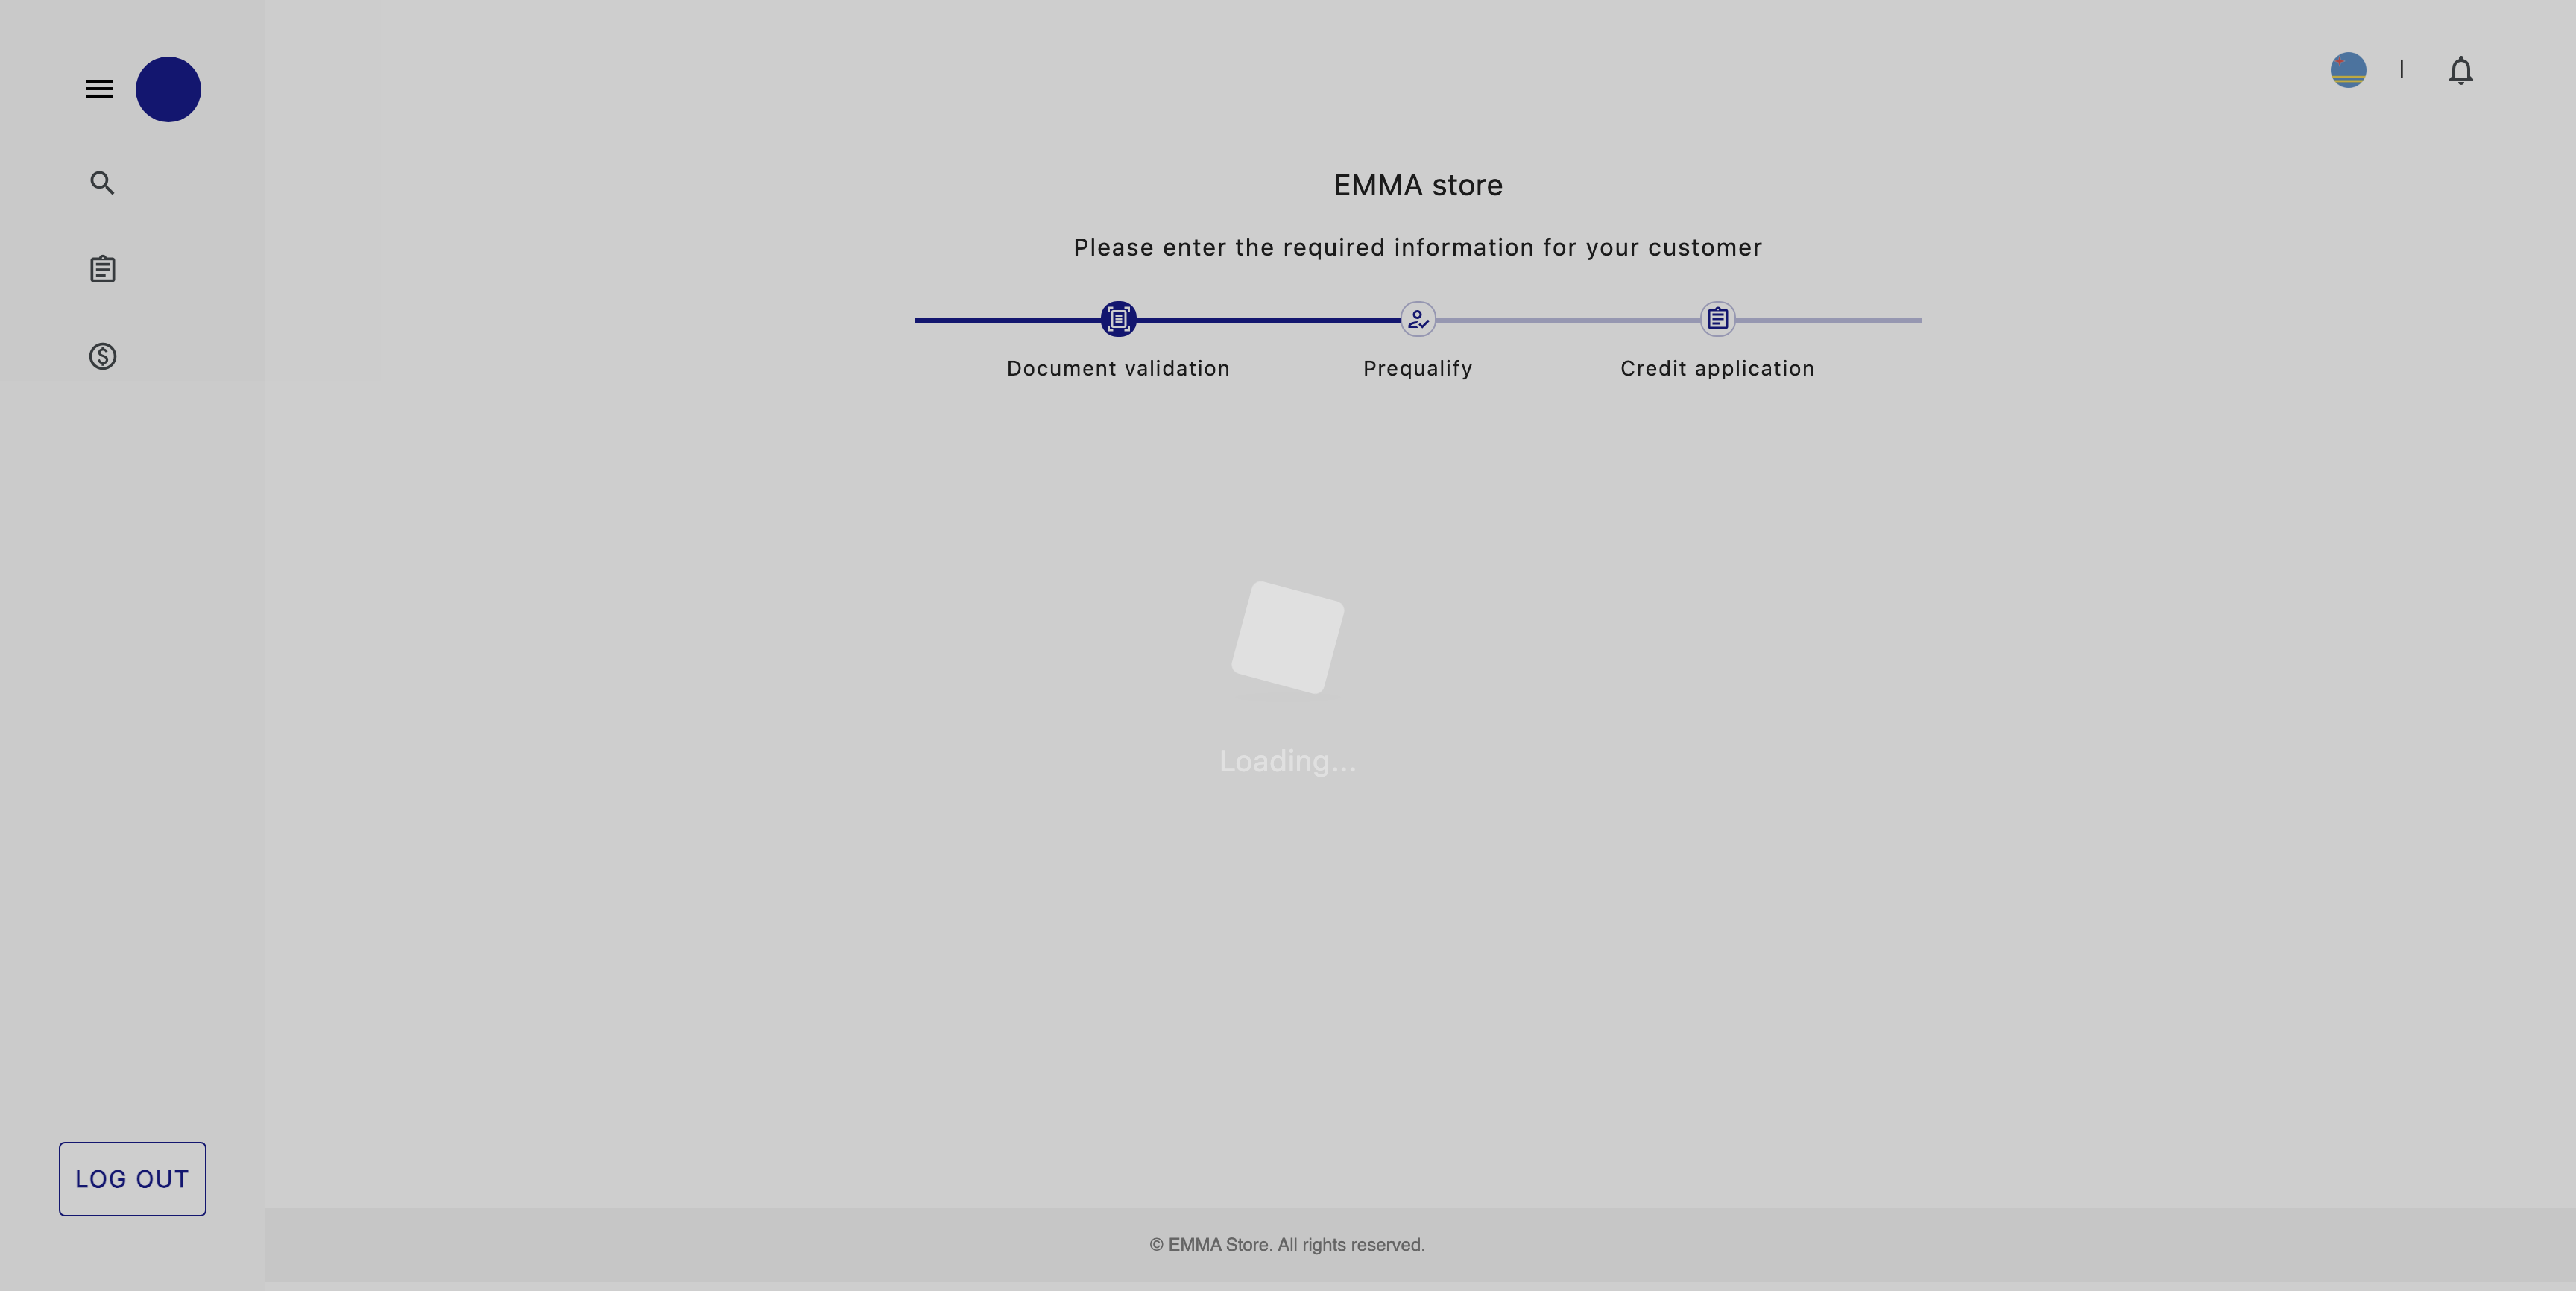 EMMA store
Please enter the required information for your customer
Document validation
Prequalify
Credit application
Loading...
LOG OUT
© EMMA Store. All rights reserved.